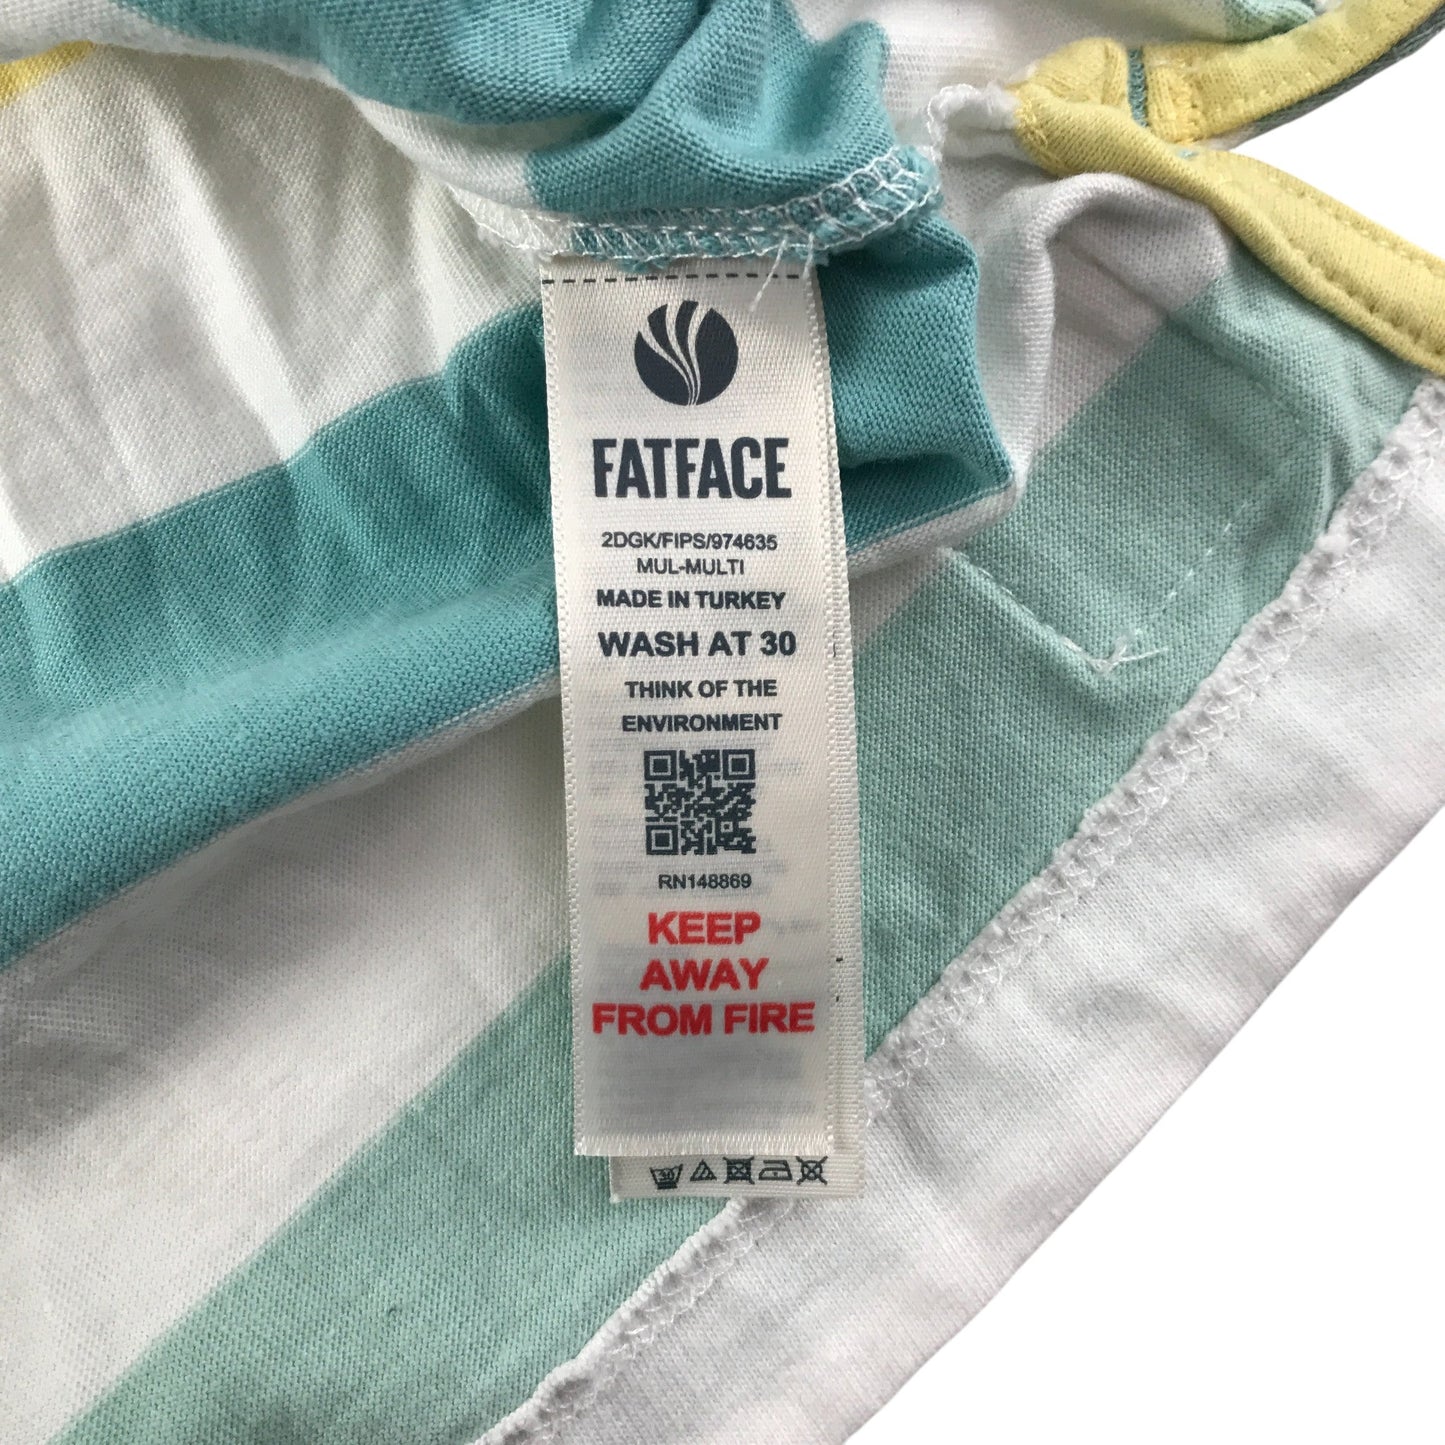 FATFACE
2DGK/FIPS/974635
MUL-MULTI
MADE IN TURKEY
WASH AT 30
THINK OF THE
ENVIRONMENT
RN148869
KEEP
AWAY
FROM FIRE
30